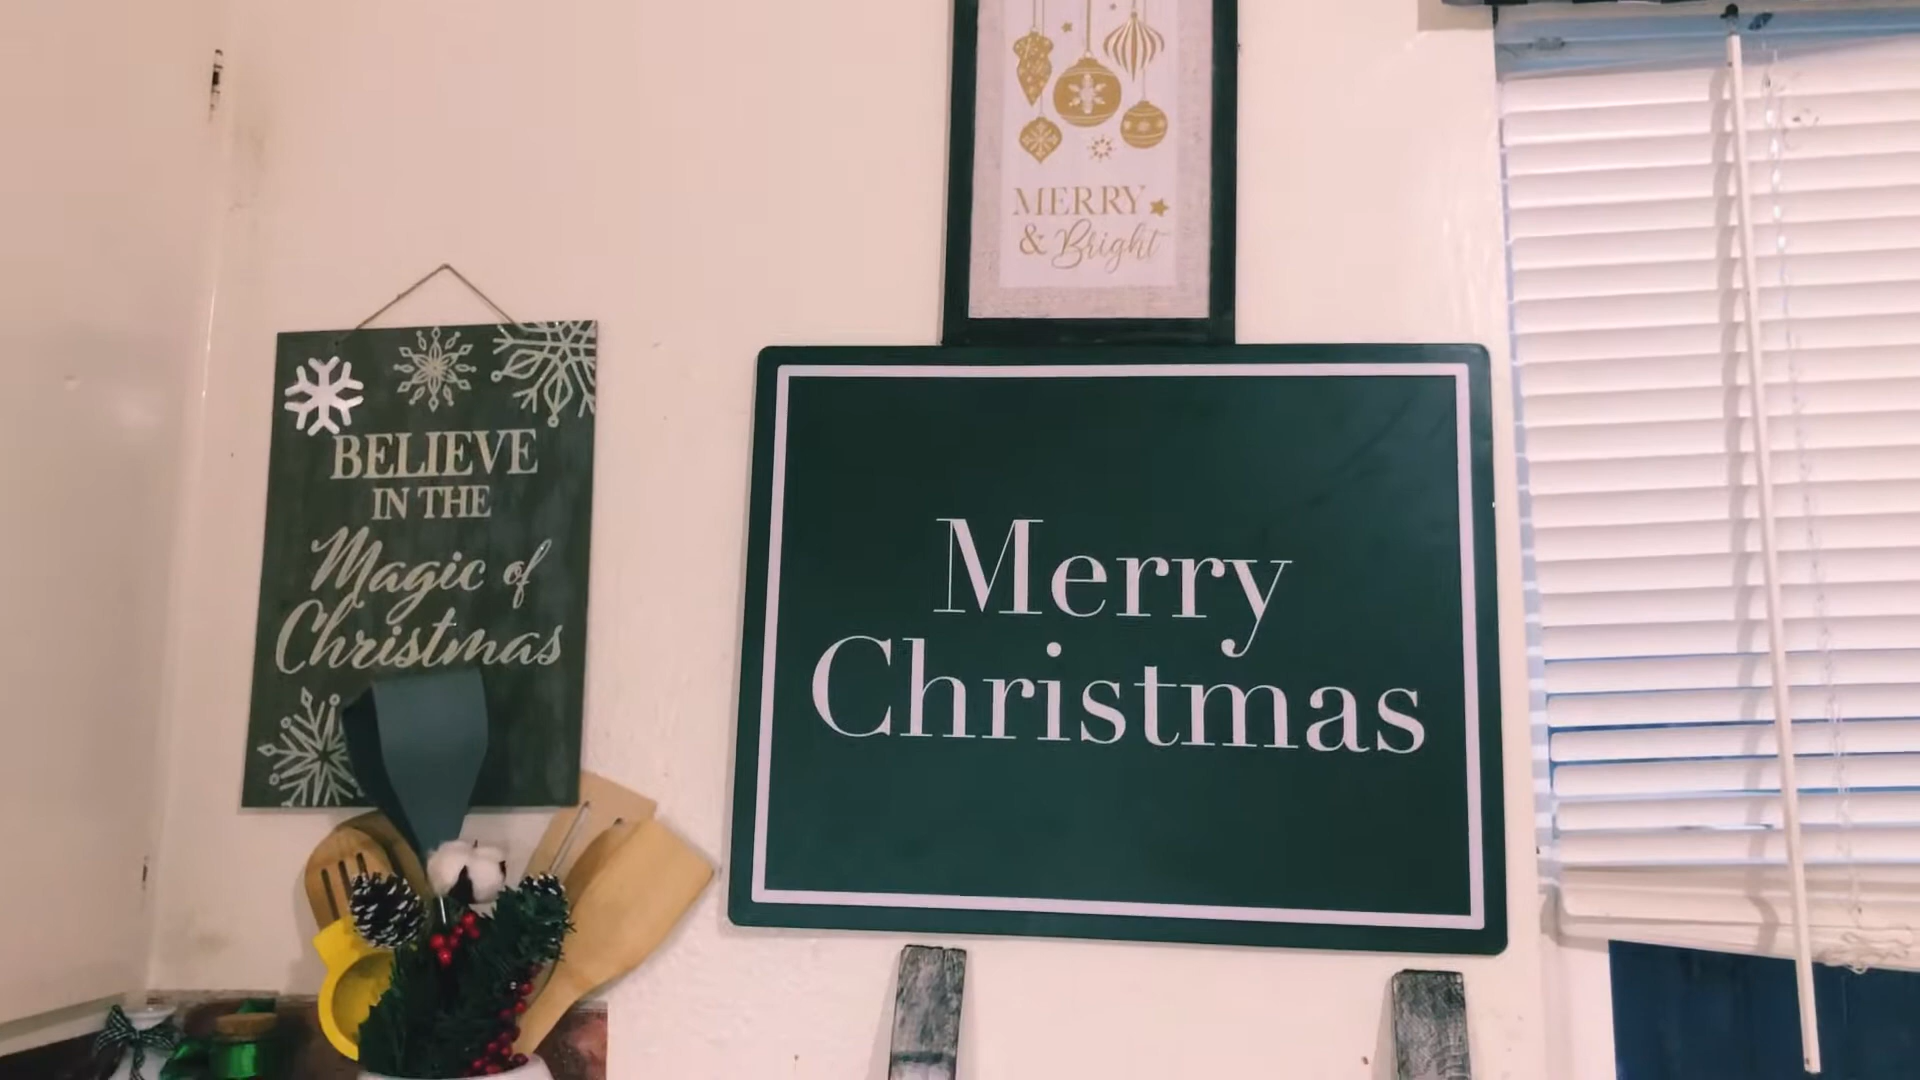 MERRY
& Bright
BELIEVE
IN THE
Magic of
Christmas
Merry
Christmas